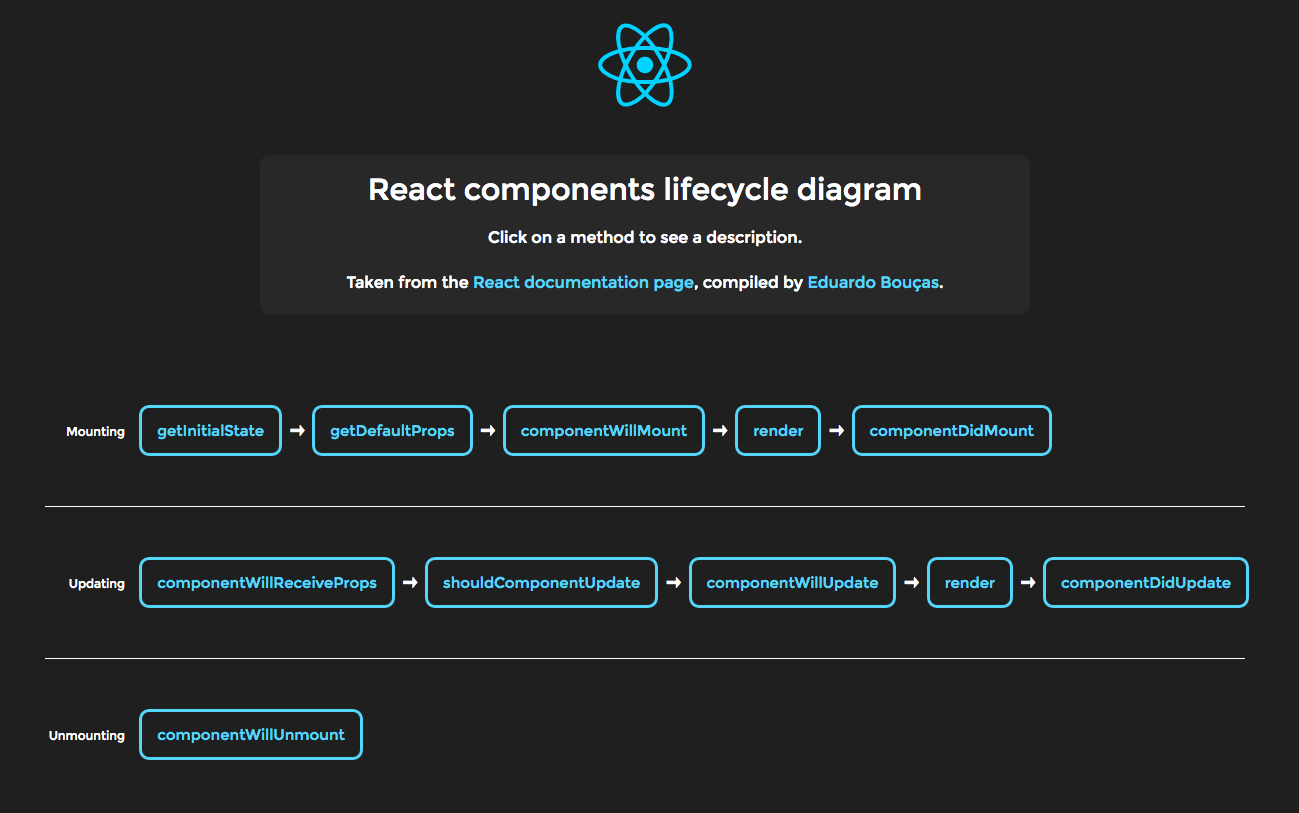 React components lifecycle diagram
Click on a method to see a description.
Taken from the React documentation page, compiled by Eduardo Bouças.
Mounting getInitialState → getDefaultProps → componentWillMount → render → componentDidMount
Updating componentWillReceiveProps → shouldComponentUpdate → componentWillUpdate → render → componentDidUpdate
Unmounting componentWillUnmount